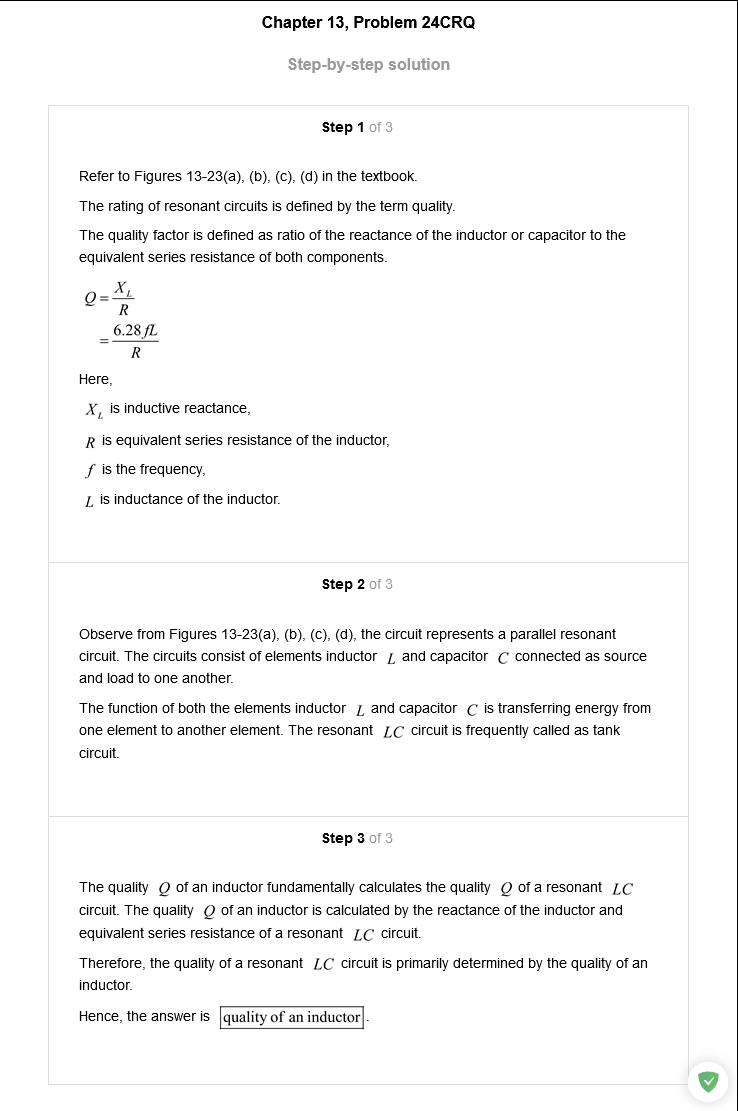 Chapter 13, Problem 24CRQ
Step-by-step solution
Step 1 of 3
Refer to Figures 13-23(a), (b), (c), (d) in the textbook.
The rating of resonant circuits is defined by the term quality.
The quality factor is defined as ratio of the reactance of the inductor or capacitor to the
equivalent series resistance of both components.
Q = X_L / R
= 6.28 fL / R
Here,
X_L is inductive reactance,
R is equivalent series resistance of the inductor,
f is the frequency,
L is inductance of the inductor.
Step 2 of 3
Observe from Figures 13-23(a), (b), (c), (d), the circuit represents a parallel resonant
circuit. The circuits consist of elements inductor L and capacitor C connected as source
and load to one another.
The function of both the elements inductor L and capacitor C is transferring energy from
one element to another element. The resonant LC circuit is frequently called as tank
circuit.
Step 3 of 3
The quality Q of an inductor fundamentally calculates the quality Q of a resonant LC
circuit. The quality Q of an inductor is calculated by the reactance of the inductor and
equivalent series resistance of a resonant LC circuit.
Therefore, the quality of a resonant LC circuit is primarily determined by the quality of an
inductor.
Hence, the answer is quality of an inductor.